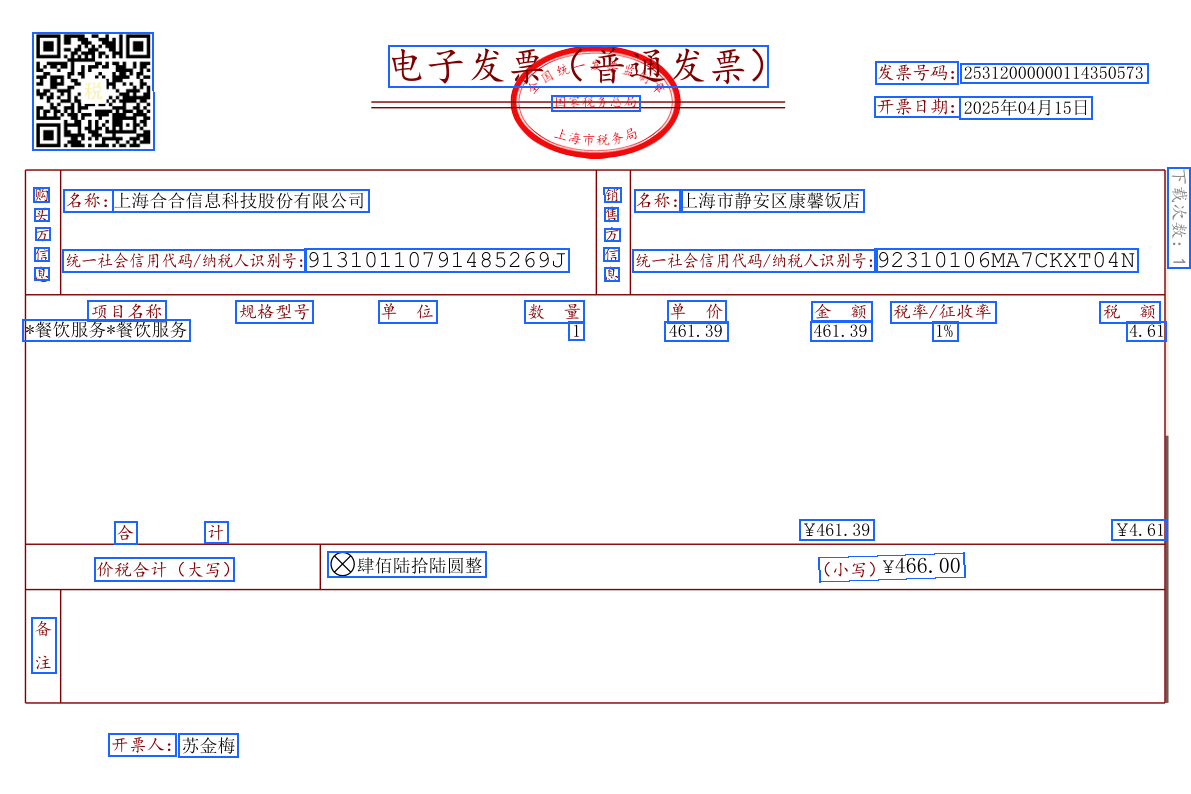 电子发票（普通发票）
全国统一发票监制章
国家税务总局
上海市税务局
发票号码: 25312000000114350573
开票日期: 2025年04月15日
税
下载次数: 1
购买方信息
名称: 上海合合信息科技股份有限公司
统一社会信用代码/纳税人识别号: 91310110791485269J
销售方信息
名称: 上海市静安区康馨饭店
统一社会信用代码/纳税人识别号: 92310106MA7CKXT04N
项目名称 规格型号 单 位 数 量 单 价 金 额 税率/征收率 税 额
*餐饮服务*餐饮服务 1 461.39 461.39 1% 4.61
合 计 ¥461.39 ¥4.61
价税合计（大写） ⊗肆佰陆拾陆圆整 （小写）¥466.00
备注
开票人: 苏金梅